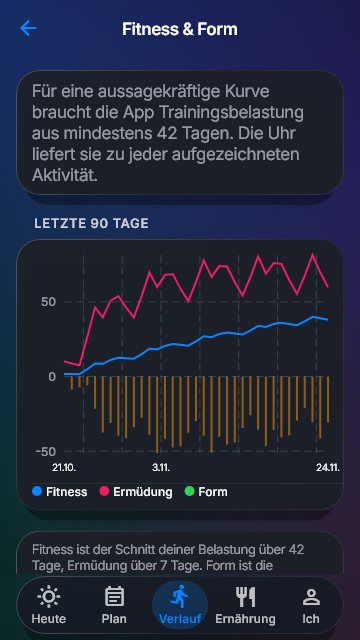 Fitness & Form
Für eine aussagekräftige Kurve
braucht die App Trainingsbelastung
aus mindestens 42 Tagen. Die Uhr
liefert sie zu jeder aufgezeichneten
Aktivität.
LETZTE 90 TAGE
50
0
-50
21.10. 3.11. 24.11.
Fitness Ermüdung Form
Fitness ist der Schnitt deiner Belastung über 42
Tage, Ermüdung über 7 Tage. Form ist die
Heute Plan Verlauf Ernährung Ich